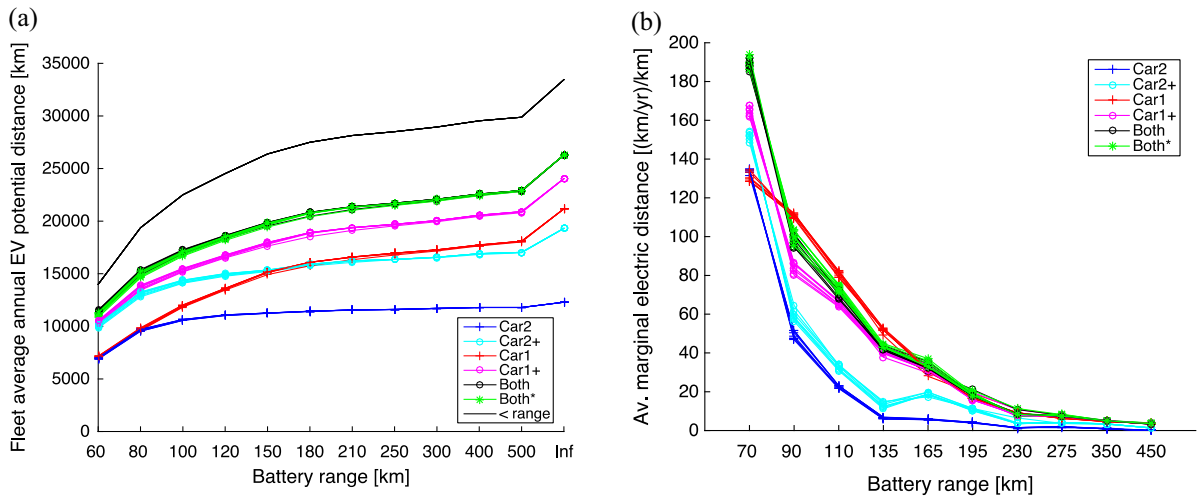 (a)
Fleet average annual EV potential distance [km]
35000
30000
25000
20000
15000
10000
5000
0
60 80 100 120 150 180 210 250 300 400 500 Inf
Battery range [km]
Car2
Car2+
Car1
Car1+
Both
Both*
< range
(b)
Av. marginal electric distance [(km/yr)/km]
200
180
160
140
120
100
80
60
40
20
0
70 90 110 135 165 195 230 275 350 450
Battery range [km]
Car2
Car2+
Car1
Car1+
Both
Both*